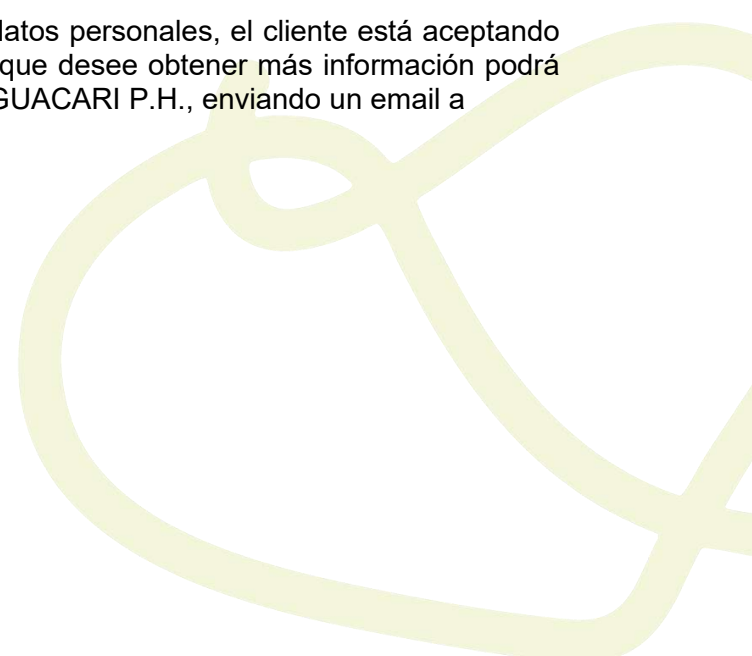 datos personales, el cliente está aceptando
que desee obtener más información podrá
GUACARI P.H., enviando un email a